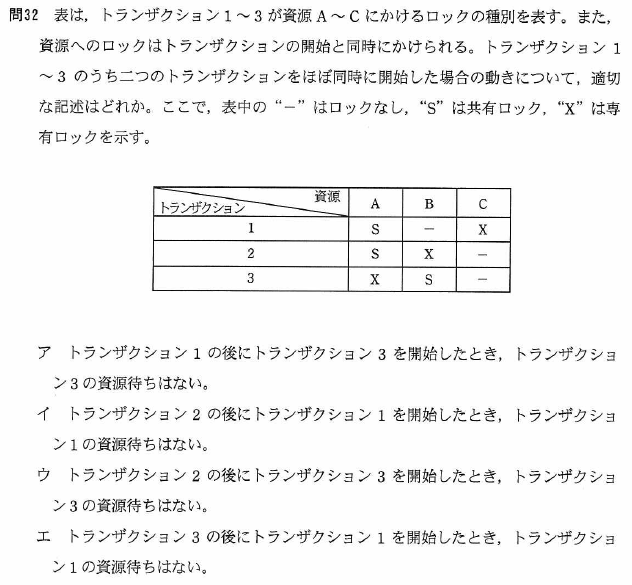 問32 表は，トランザクション1～3が資源A～Cにかけるロックの種別を表す。また，
資源へのロックはトランザクションの開始と同時にかけられる。トランザクション1
～3のうち二つのトランザクションをほぼ同時に開始した場合の動きについて，適切
な記述はどれか。ここで，表中の“－”はロックなし，“S”は共有ロック，“X”は専
有ロックを示す。
資源
トランザクション A B C
1 S － X
2 S X －
3 X S －
ア トランザクション1の後にトランザクション3を開始したとき，トランザクショ
ン3の資源待ちはない。
イ トランザクション2の後にトランザクション1を開始したとき，トランザクショ
ン1の資源待ちはない。
ウ トランザクション2の後にトランザクション3を開始したとき，トランザクショ
ン3の資源待ちはない。
エ トランザクション3の後にトランザクション1を開始したとき，トランザクショ
ン1の資源待ちはない。